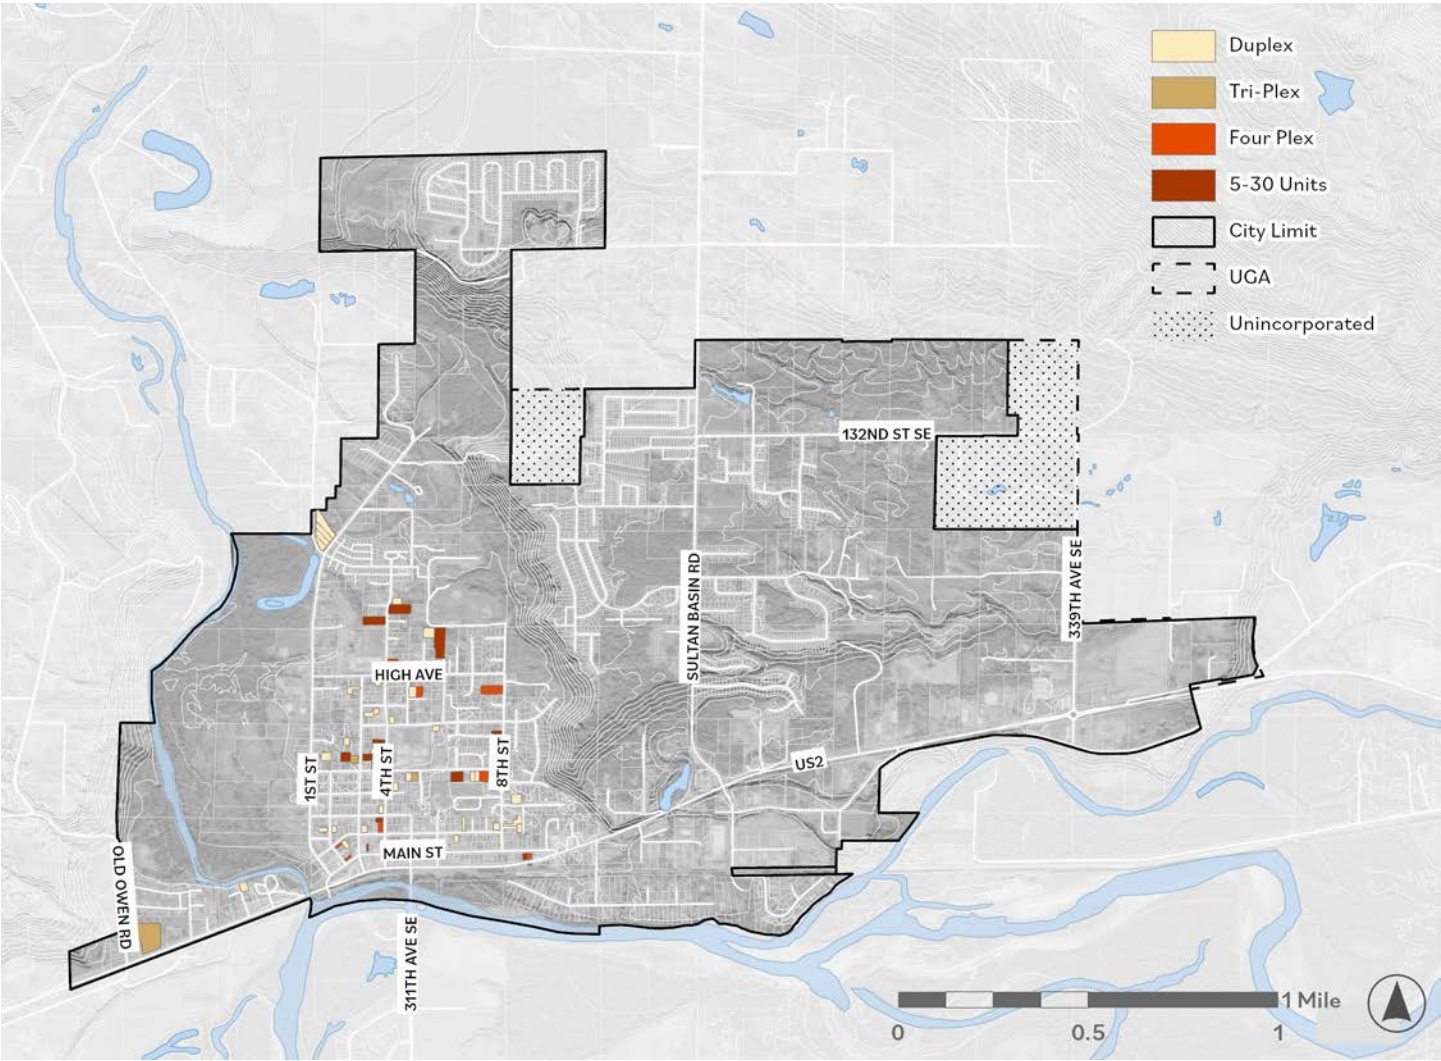 Duplex
Tri-Plex
Four Plex
5-30 Units
City Limit
UGA
Unincorporated
132ND ST SE
339TH AVE SE
SULTAN BASIN RD
HIGH AVE
1ST ST
4TH ST
8TH ST
US2
MAIN ST
OLD OWEN RD
311TH AVE SE
1 Mile
0
0.5
1